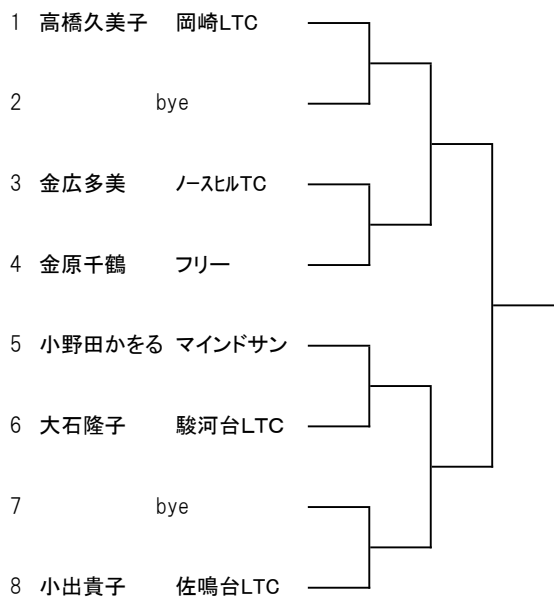 1 高橋久美子 岡崎LTC
2 bye
3 金広多美 ノースヒルTC
4 金原千鶴 フリー
5 小野田かをる マインドサン
6 大石隆子 駿河台LTC
7 bye
8 小出貴子 佐鳴台LTC